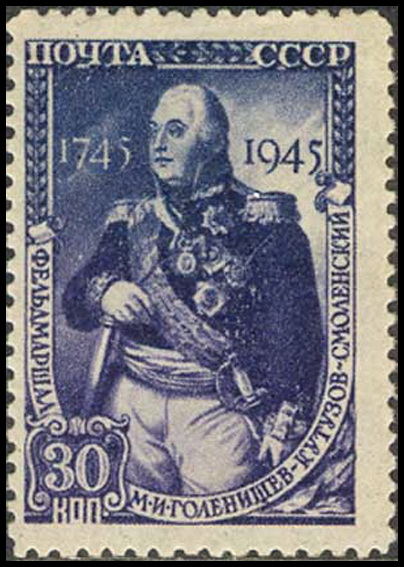 ПОЧТА СССР
1745 1945
ФЕЛЬДМАРШАЛ М·И·ГОЛЕНИЩЕВ-КУТУЗОВ-СМОЛЕНСКИЙ
30
КОП